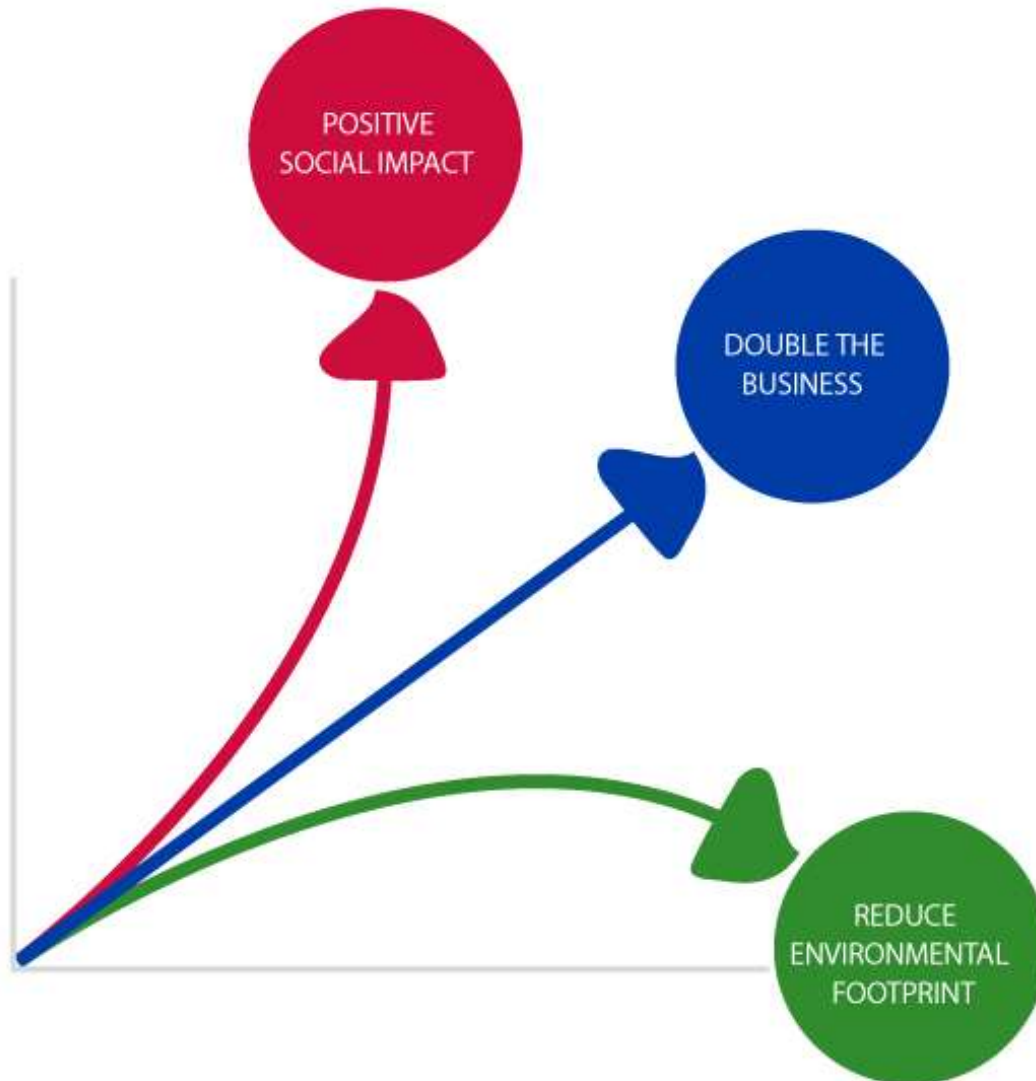 POSITIVE
SOCIAL IMPACT
DOUBLE THE
BUSINESS
REDUCE
ENVIRONMENTAL
FOOTPRINT